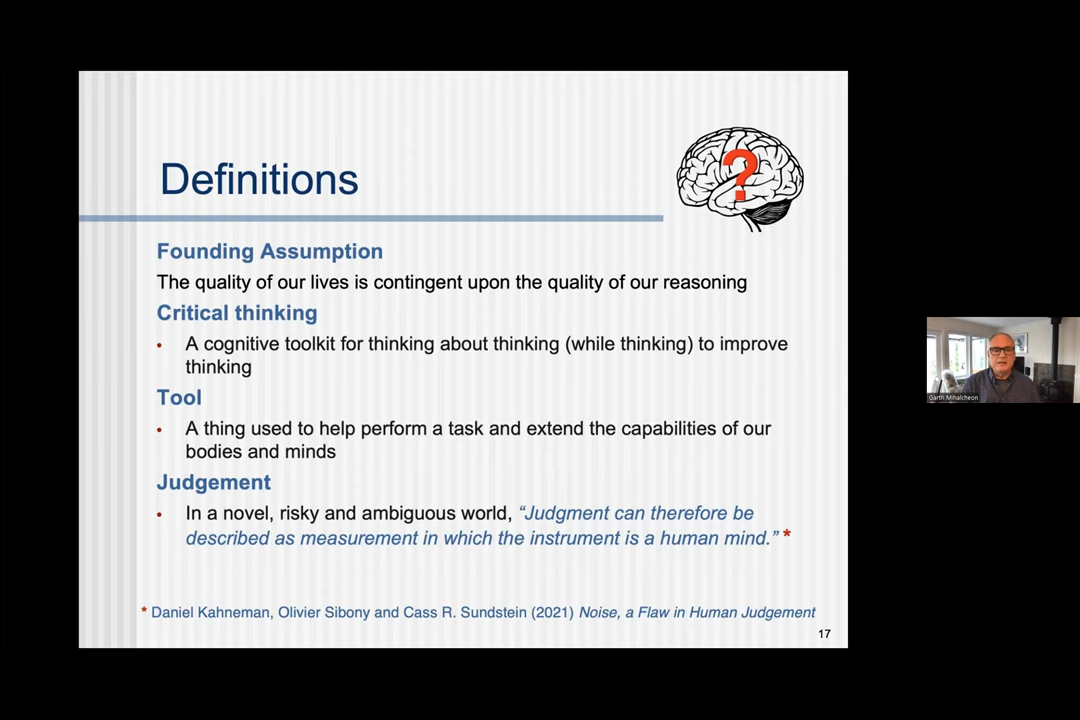 Definitions
?
Founding Assumption
The quality of our lives is contingent upon the quality of our reasoning
Critical thinking
• A cognitive toolkit for thinking about thinking (while thinking) to improve
thinking
Tool
• A thing used to help perform a task and extend the capabilities of our
bodies and minds
Judgement
• In a novel, risky and ambiguous world, “Judgment can therefore be
described as measurement in which the instrument is a human mind.” *
* Daniel Kahneman, Olivier Sibony and Cass R. Sundstein (2021) Noise, a Flaw in Human Judgement
17
Garth Mihalcheon